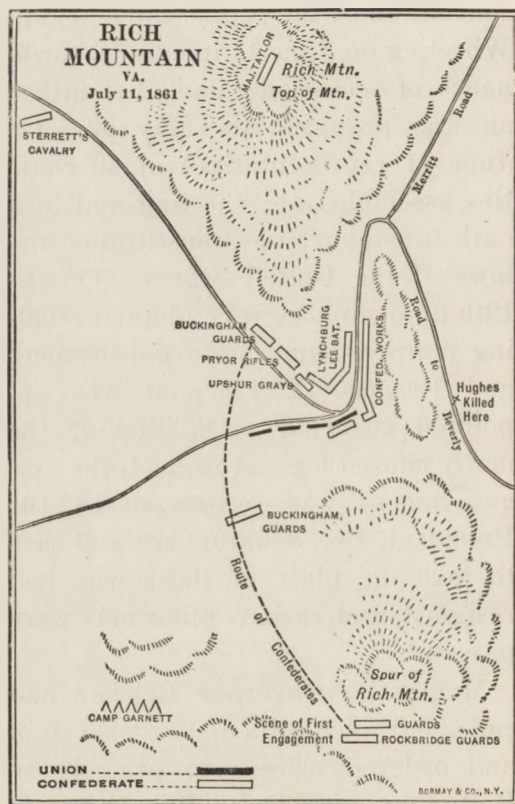 RICH
MOUNTAIN
VA.
July 11, 1861
MAJ. TAYLOR
Rich Mtn.
Top of Mtn.
STERRETT'S
CAVALRY
Merritt Road
BUCKINGHAM
GUARDS
PRYOR RIFLES
UPSHUR GRAYS
LYNCHBURG
LEE BAT.
CONFED. WORKS
Road to Beverly
Hughes
Killed
Here
BUCKINGHAM
GUARDS
Route of Confederates
Spur of
Rich Mtn.
CAMP GARNETT
Scene of First
Engagement
GUARDS
ROCKBRIDGE GUARDS
UNION
CONFEDERATE
BORMAY & CO., N.Y.